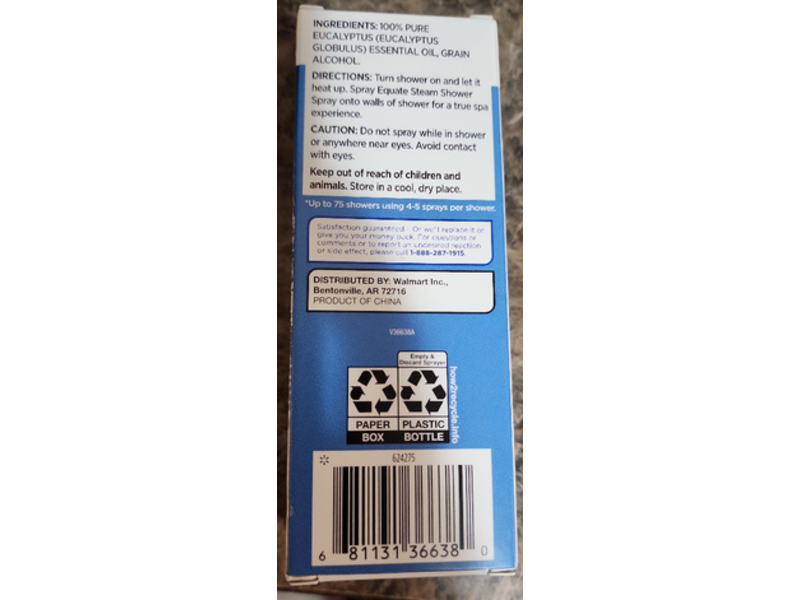 INGREDIENTS: 100% PURE
EUCALYPTUS (EUCALYPTUS
GLOBULUS) ESSENTIAL OIL, GRAIN
ALCOHOL.
DIRECTIONS: Turn shower on and let it
heat up. Spray Equate Steam Shower
Spray onto walls of shower for a true spa
experience.
CAUTION: Do not spray while in shower
or anywhere near eyes. Avoid contact
with eyes.
Keep out of reach of children and
animals. Store in a cool, dry place.
*Up to 75 showers using 4-5 sprays per shower.
Satisfaction guaranteed - Or we'll replace it or
give you your money back. For questions or
comments or to report an undesired reaction
or side effect, please call 1-888-287-1915.
DISTRIBUTED BY: Walmart Inc.,
Bentonville, AR 72716
PRODUCT OF CHINA
V36638A
Empty &
Discard Sprayer
PAPER
BOX
PLASTIC
BOTTLE
how2recycle.info
624275
6 81131 36638 0